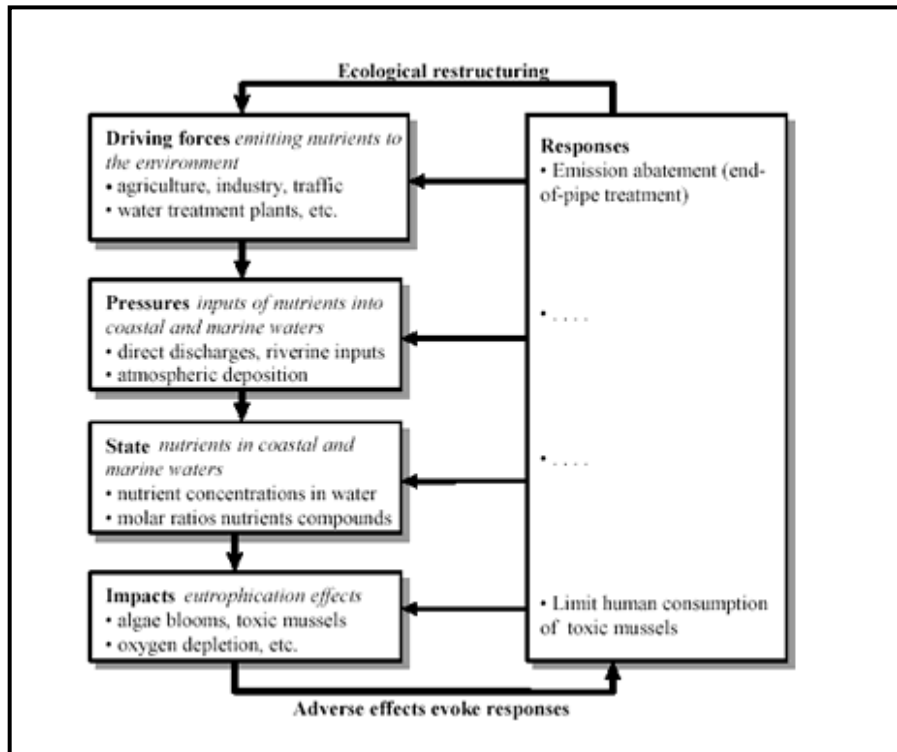 Ecological restructuring
Driving forces emitting nutrients to
the environment
• agriculture, industry, traffic
• water treatment plants, etc.
Pressures inputs of nutrients into
coastal and marine waters
• direct discharges, riverine inputs
• atmospheric deposition
State nutrients in coastal and
marine waters
• nutrient concentrations in water
• molar ratios nutrients compounds
Impacts eutrophication effects
• algae blooms, toxic mussels
• oxygen depletion, etc.
Responses
• Emission abatement (end-
of-pipe treatment)
• . . . .
• . . . .
• Limit human consumption
of toxic mussels
Adverse effects evoke responses